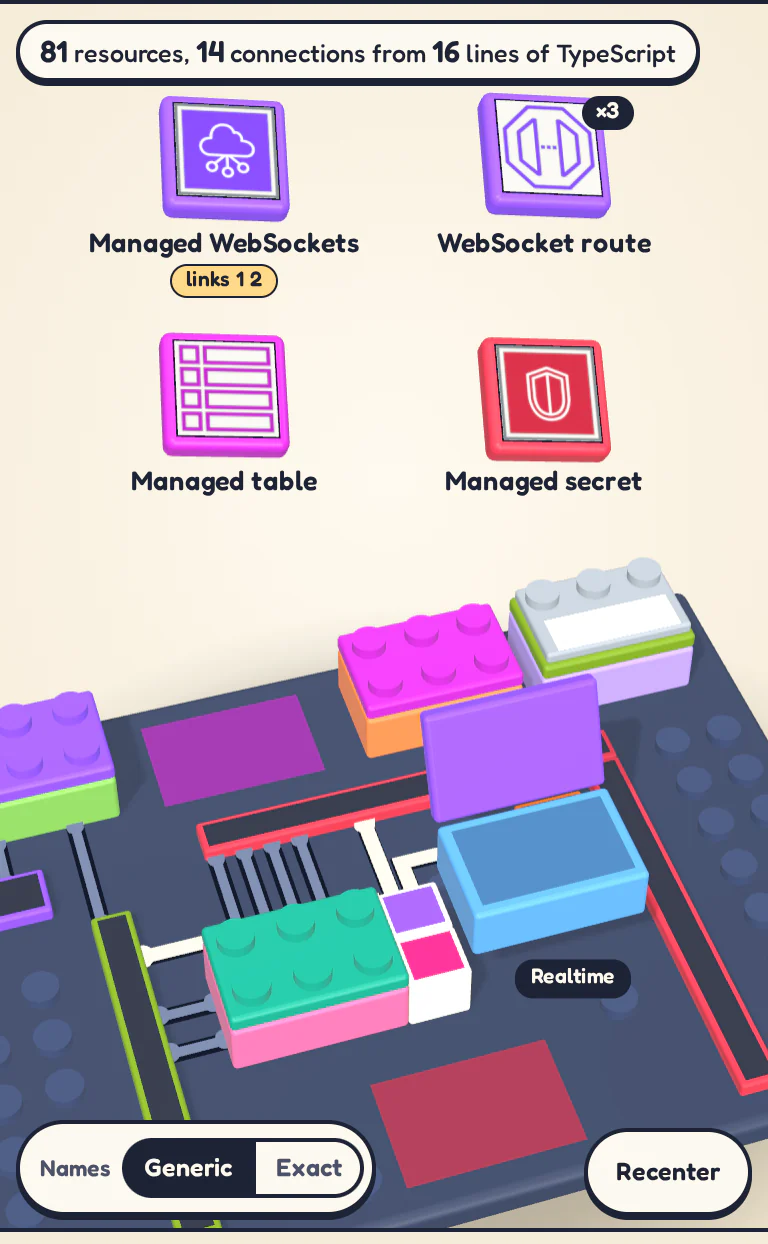 81 resources, 14 connections from 16 lines of TypeScript
x3
Managed WebSockets
WebSocket route
links 1 2
Managed table
Managed secret
Realtime
Names
Generic
Exact
Recenter